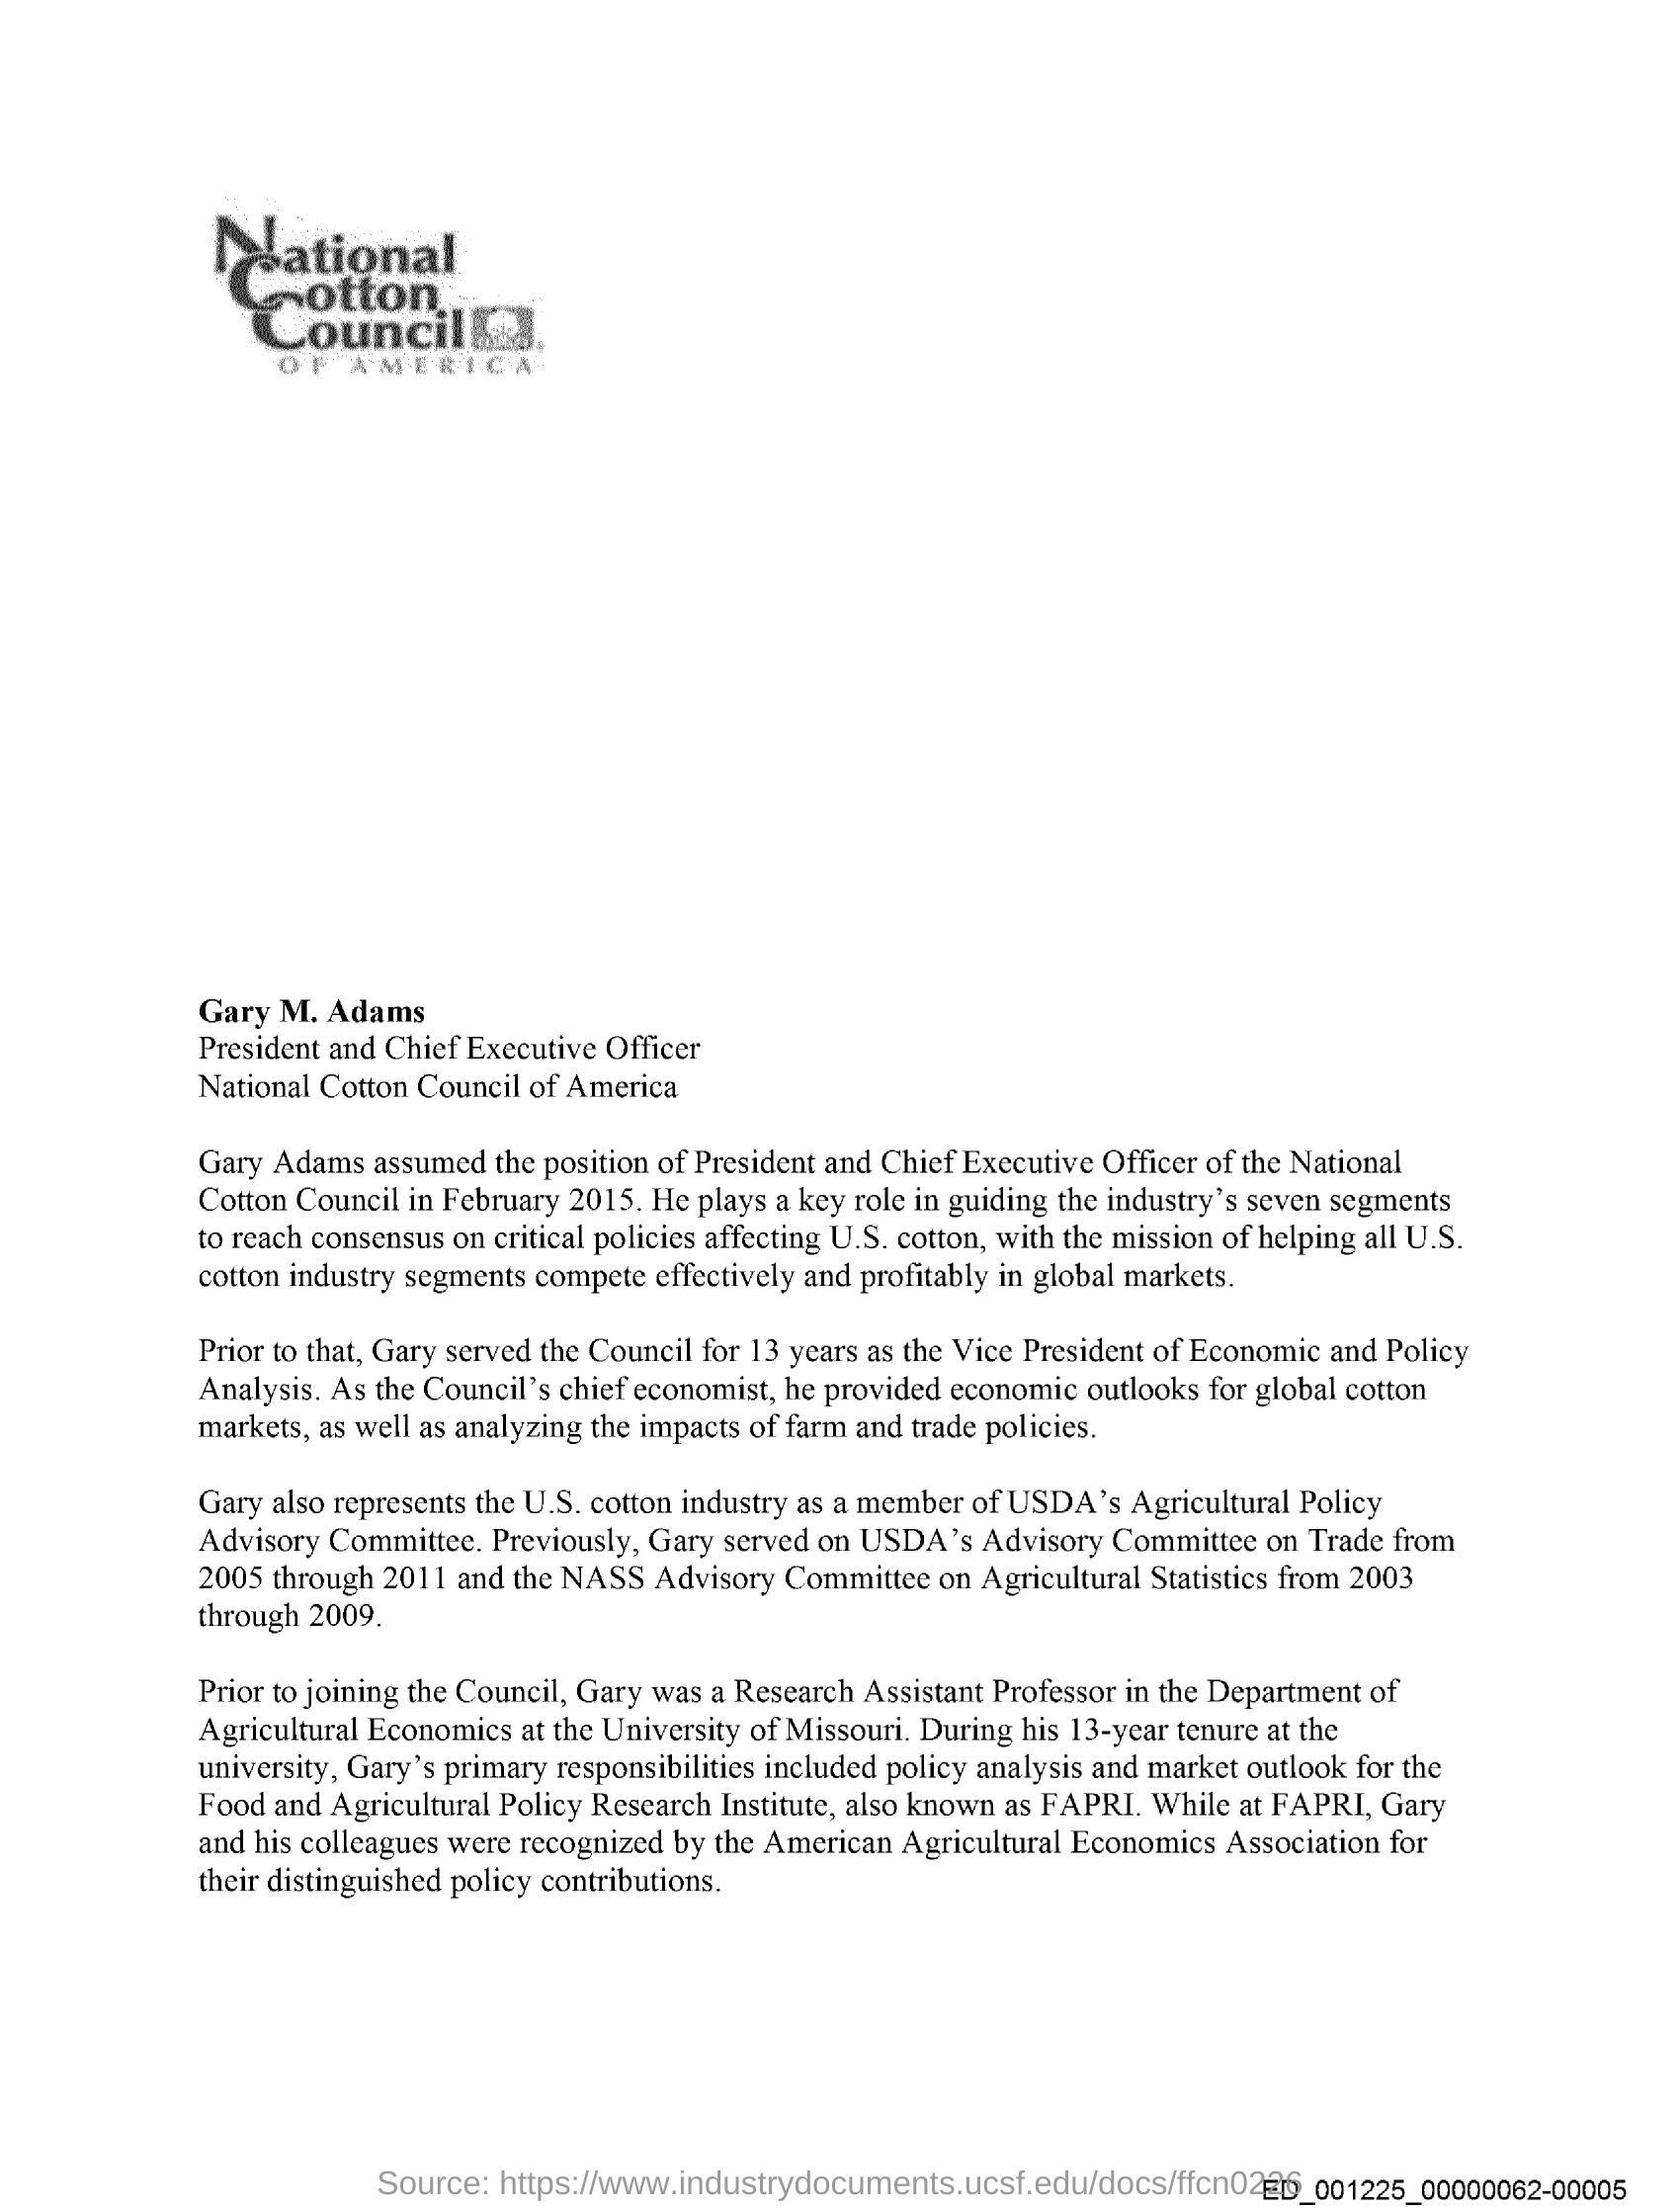 National
Cotton
Council
OF AMERICA
Gary M. Adams
President and Chief Executive Officer
National Cotton Council of America
Gary Adams assumed the position of President and Chief Executive Officer of the National
Cotton Council in February 2015. He plays a key role in guiding the industry's seven segments
to reach consensus on critical policies affecting U.S. cotton, with the mission of helping all U.S.
cotton industry segments compete effectively and profitably in global markets.
Prior to that, Gary served the Council for 13 years as the Vice President of Economic and Policy
Analysis. As the Council's chief economist, he provided economic outlooks for global cotton
markets, as well as analyzing the impacts of farm and trade policies.
Gary also represents the U.S. cotton industry as a member of USDA's Agricultural Policy
Advisory Committee. Previously, Gary served on USDA's Advisory Committee on Trade from
2005 through 2011 and the NASS Advisory Committee on Agricultural Statistics from 2003
through 2009.
Prior to joining the Council, Gary was a Research Assistant Professor in the Department of
Agricultural Economics at the University of Missouri. During his 13-year tenure at the
university, Gary's primary responsibilities included policy analysis and market outlook for the
Food and Agricultural Policy Research Institute, also known as FAPRI. While at FAPRI, Gary
and his colleagues were recognized by the American Agricultural Economics Association for
their distinguished policy contributions.
Source: https://www.industrydocuments.ucsf.edu/docs/ffcn0226
ED_001225_00000062-00005